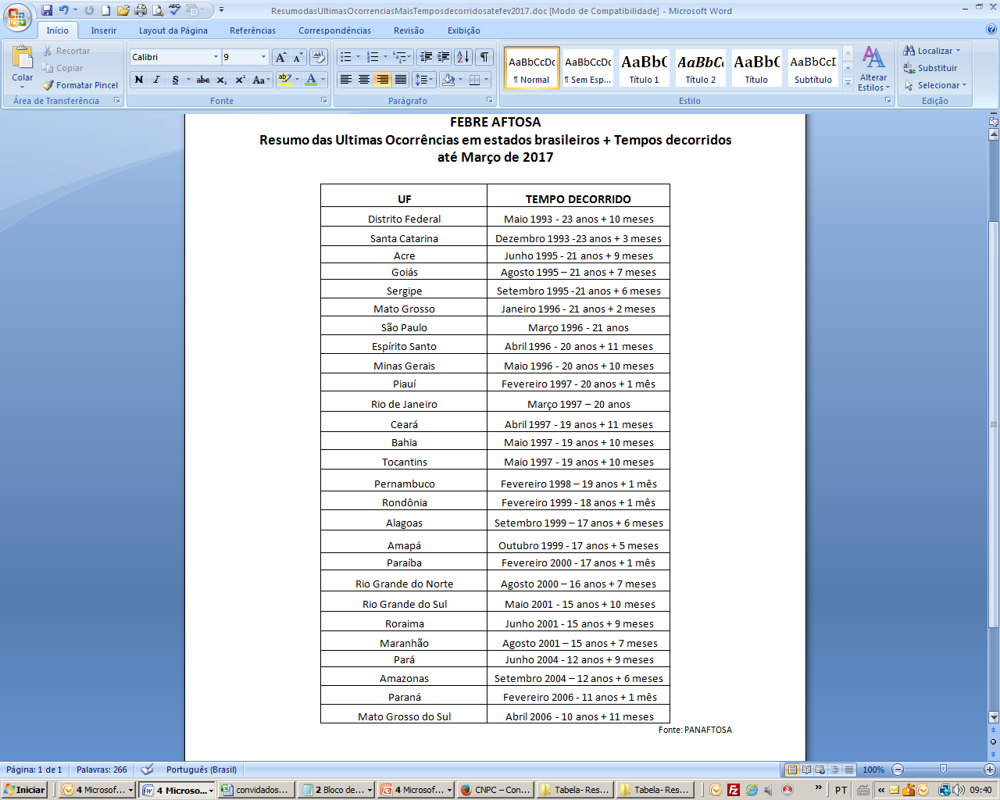 ResumodasUltimasOcorrenciasMaisTemposdecorridosatefev2017.doc [Modo de Compatibilidade] - Microsoft Word
Início Inserir Layout da Página Referências Correspondências Revisão Exibição
Colar
Recortar
Copiar
Formatar Pincel
Área de Transferência
Calibri 9
N I S abc x₂ x² Aa
Fonte
Parágrafo
AaBbCcDc AaBbCcDc AaBbC AaBbCc AaBbC AaBbCcI
¶ Normal ¶ Sem Esp... Título 1 Título 2 Título Subtítulo
Alterar Estilos
Estilo
Localizar
Substituir
Selecionar
Edição
FEBRE AFTOSA
Resumo das Ultimas Ocorrências em estados brasileiros + Tempos decorridos
até Março de 2017
UF TEMPO DECORRIDO
Distrito Federal Maio 1993 - 23 anos + 10 meses
Santa Catarina Dezembro 1993 -23 anos + 3 meses
Acre Junho 1995 - 21 anos + 9 meses
Goiás Agosto 1995 – 21 anos + 7 meses
Sergipe Setembro 1995 -21 anos + 6 meses
Mato Grosso Janeiro 1996 - 21 anos + 2 meses
São Paulo Março 1996 - 21 anos
Espírito Santo Abril 1996 - 20 anos + 11 meses
Minas Gerais Maio 1996 - 20 anos + 10 meses
Piauí Fevereiro 1997 - 20 anos + 1 mês
Rio de Janeiro Março 1997 – 20 anos
Ceará Abril 1997 - 19 anos + 11 meses
Bahia Maio 1997 - 19 anos + 10 meses
Tocantins Maio 1997 - 19 anos + 10 meses
Pernambuco Fevereiro 1998 – 19 anos + 1 mês
Rondônia Fevereiro 1999 - 18 anos + 1 mês
Alagoas Setembro 1999 – 17 anos + 6 meses
Amapá Outubro 1999 - 17 anos + 5 meses
Paraíba Fevereiro 2000 - 17 anos + 1 mês
Rio Grande do Norte Agosto 2000 – 16 anos + 7 meses
Rio Grande do Sul Maio 2001 - 15 anos + 10 meses
Roraima Junho 2001 - 15 anos + 9 meses
Maranhão Agosto 2001 – 15 anos + 7 meses
Pará Junho 2004 - 12 anos + 9 meses
Amazonas Setembro 2004 – 12 anos + 6 meses
Paraná Fevereiro 2006 - 11 anos + 1 mês
Mato Grosso do Sul Abril 2006 - 10 anos + 11 meses
Fonte: PANAFTOSA
Página: 1 de 1 Palavras: 266 Português (Brasil) 100%
Iniciar 4 Microsof... 4 Microso... convidados... 2 Bloco de... 4 Microsoft... CNPC – Con... Tabela- Res... Tabela- Res... » PT « 09:40